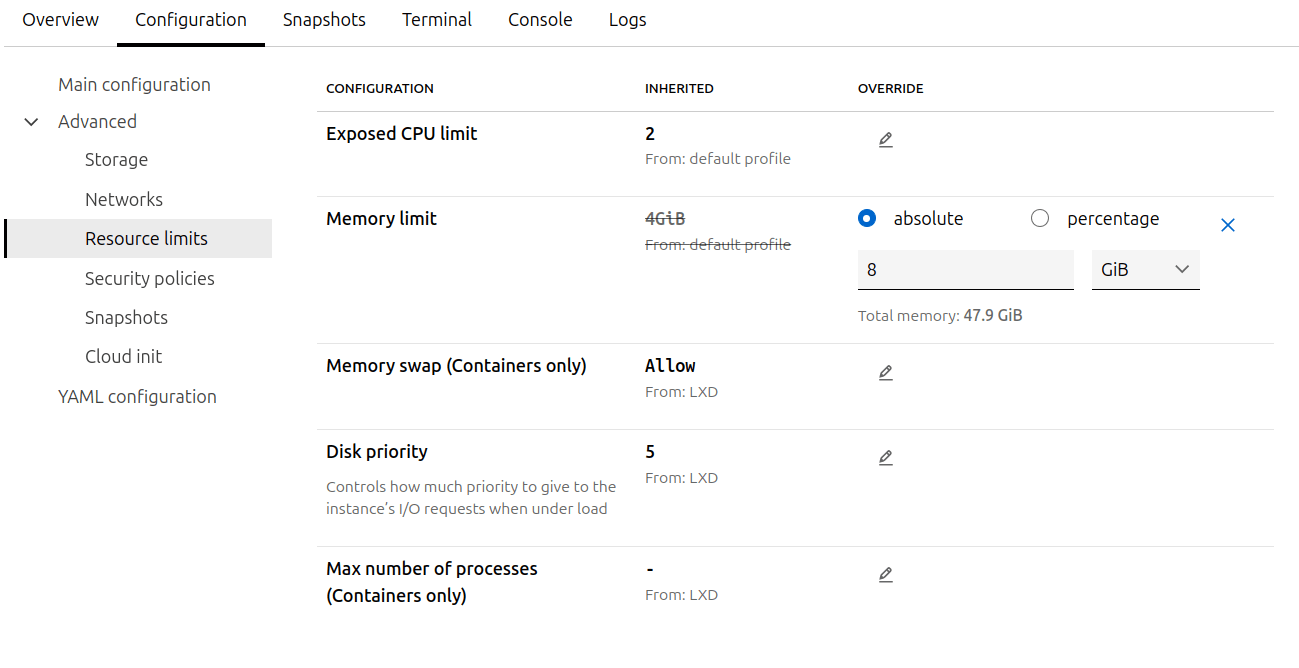 Overview Configuration Snapshots Terminal Console Logs
Main configuration
Advanced
Storage
Networks
Resource limits
Security policies
Snapshots
Cloud init
YAML configuration
CONFIGURATION INHERITED OVERRIDE
Exposed CPU limit 2
From: default profile
Memory limit 4GiB absolute percentage
From: default profile
8 GiB
Total memory: 47.9 GiB
Memory swap (Containers only) Allow
From: LXD
Disk priority 5
From: LXD
Controls how much priority to give to the
instance’s I/O requests when under load
Max number of processes -
(Containers only) From: LXD